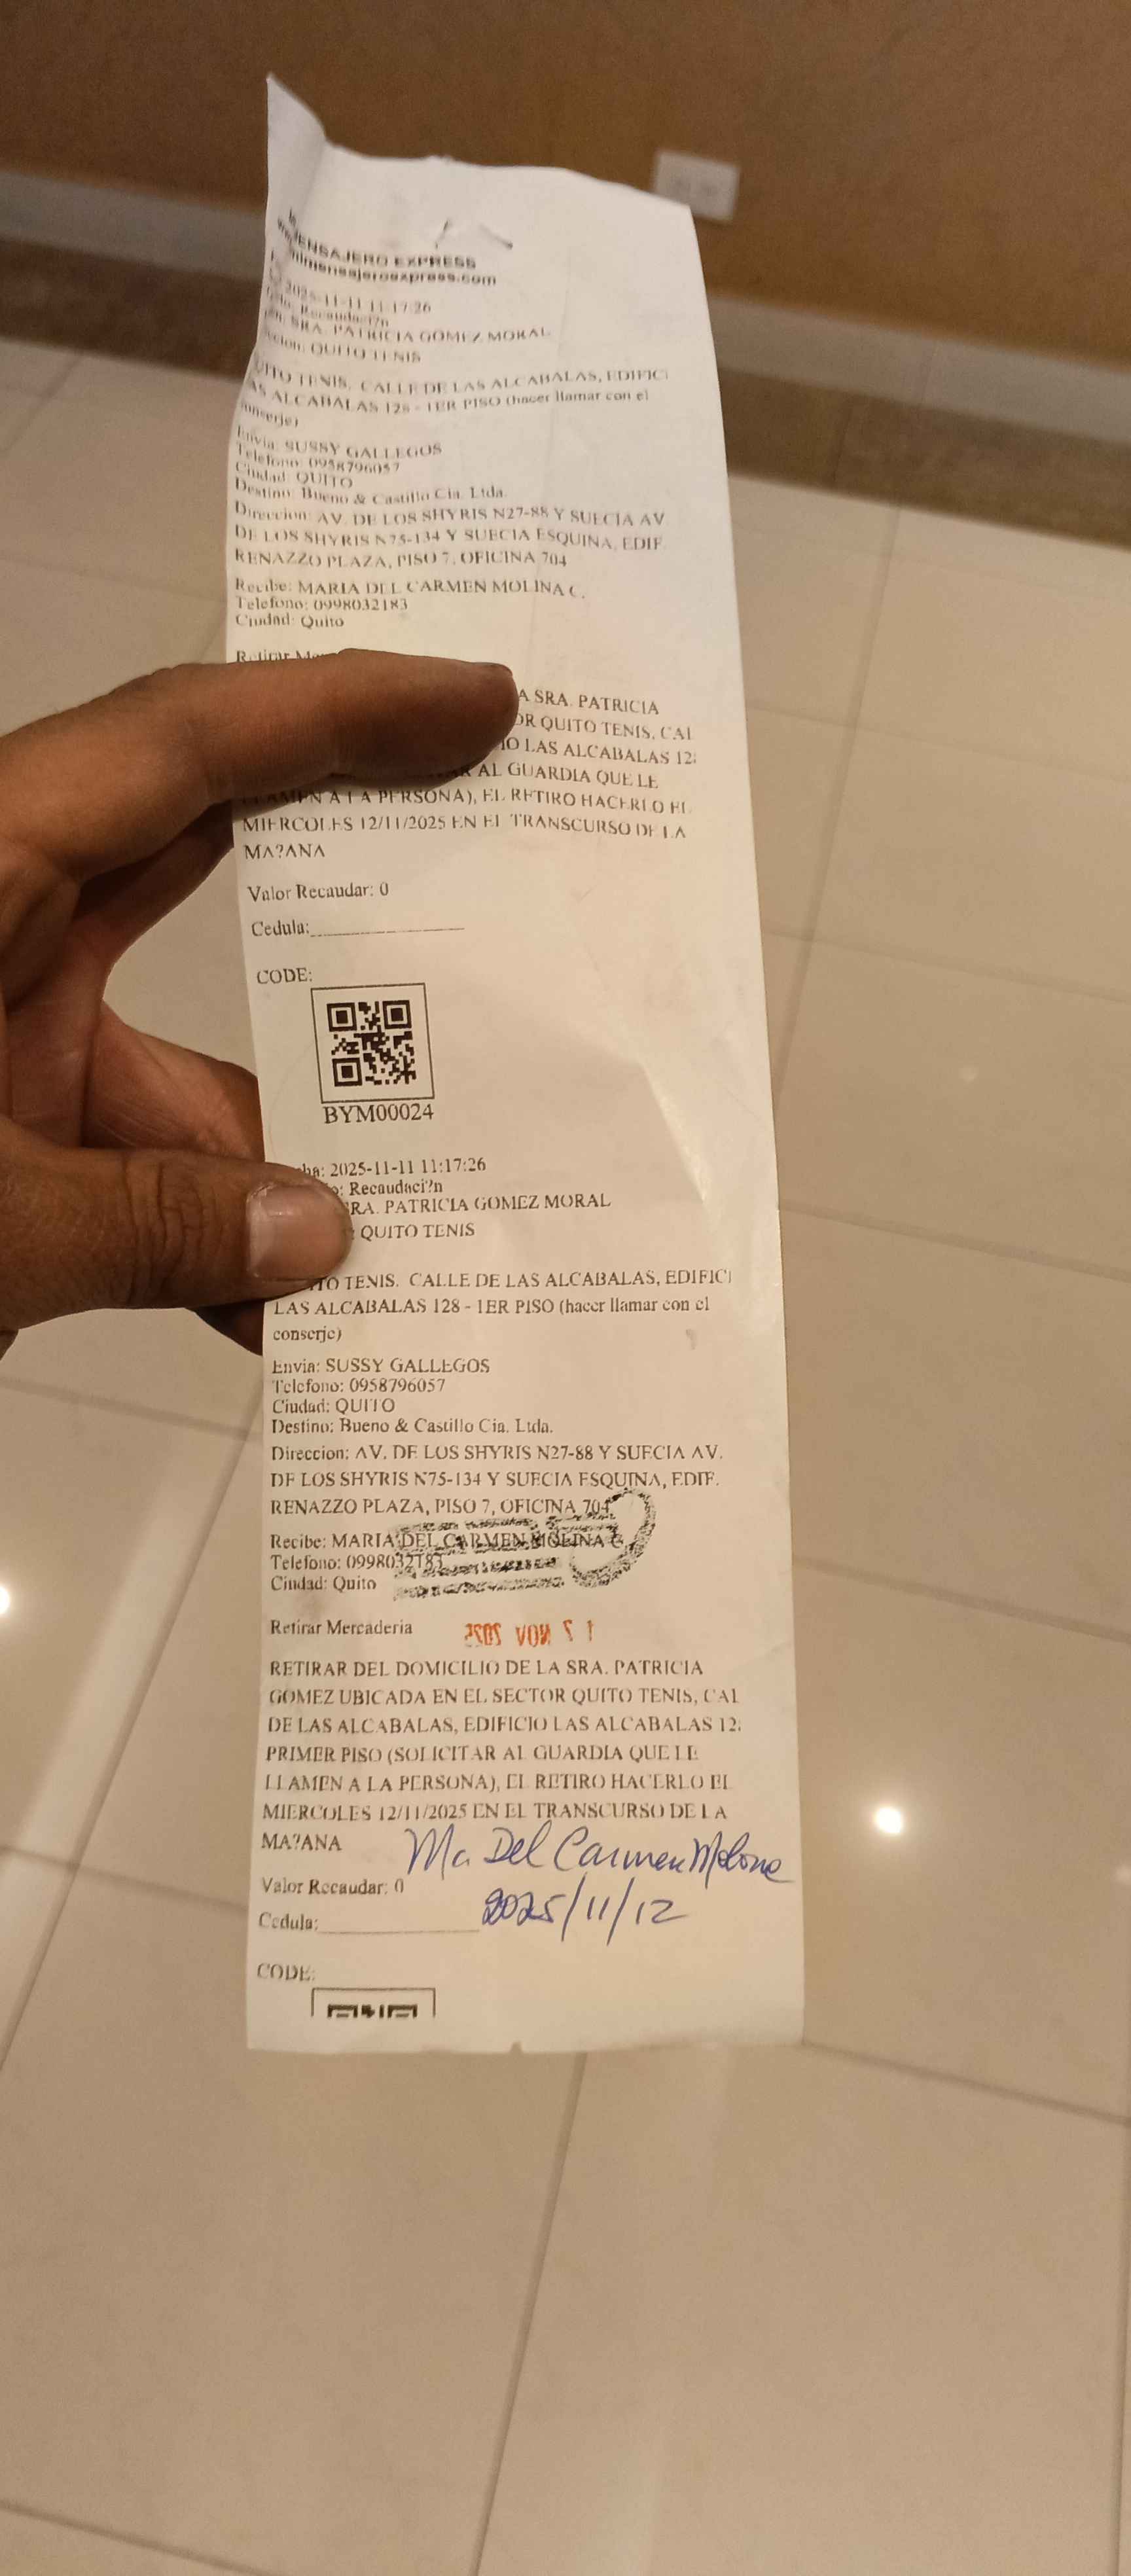 MENSAJERO EXPRESS
2025-11-11 11:17:26
Recaudaci?n
SRA. PATRICIA GOMEZ MORAL
QUITO TENIS
TENIS. CALLE DE LAS ALCABALAS, EDIFICI
ALCABALAS 128 - 1ER PISO (hacer llamar con el
conserje)
Envia: SUSSY GALLEGOS
Telefono: 0958796057
Ciudad: QUITO
Destino: Bueno & Castillo Cia. Ltda.
Direccion: AV. DE LOS SHYRIS N27-88 Y SUECIA AV.
DE LOS SHYRIS N75-134 Y SUECIA ESQUINA, EDIF.
RENAZZO PLAZA, PISO 7, OFICINA 704
Recibe: MARIA DEL CARMEN MOLINA C.
Telefono: 0998032183
Ciudad: Quito
Retirar
A SRA. PATRICIA
QUITO TENIS, CAL
LAS ALCABALAS 12
AL GUARDIA QUE LE
A LA PERSONA), EL RETIRO HACERLO EL
MIERCOLES 12/11/2025 EN EL TRANSCURSO DE LA
MA?ANA
Valor Recaudar: 0
Cedula:
CODE:
BYM00024
2025-11-11 11:17:26
Recaudaci?n
SRA. PATRICIA GOMEZ MORAL
QUITO TENIS
TENIS. CALLE DE LAS ALCABALAS, EDIFICI
LAS ALCABALAS 128 - 1ER PISO (hacer llamar con el
conserje)
Envia: SUSSY GALLEGOS
Telefono: 0958796057
Ciudad: QUITO
Destino: Bueno & Castillo Cia. Ltda.
Direccion: AV. DE LOS SHYRIS N27-88 Y SUECIA AV.
DE LOS SHYRIS N75-134 Y SUECIA ESQUINA, EDIF.
RENAZZO PLAZA, PISO 7, OFICINA 704
Recibe: MARIA DEL CARMEN MOLINA C
Telefono: 0998032183
Ciudad: Quito
Retirar Mercaderia
NOV 2025
RETIRAR DEL DOMICILIO DE LA SRA. PATRICIA
GOMEZ UBICADA EN EL SECTOR QUITO TENIS, CAL
DE LAS ALCABALAS, EDIFICIO LAS ALCABALAS 12
PRIMER PISO (SOLICITAR AL GUARDIA QUE LE
LLAMEN A LA PERSONA), EL RETIRO HACERLO EL
MIERCOLES 12/11/2025 EN EL TRANSCURSO DE LA
MA?ANA
Ma Del Carmen Molina
Valor Recaudar: 0
2025/11/12
Cedula:
CODE: